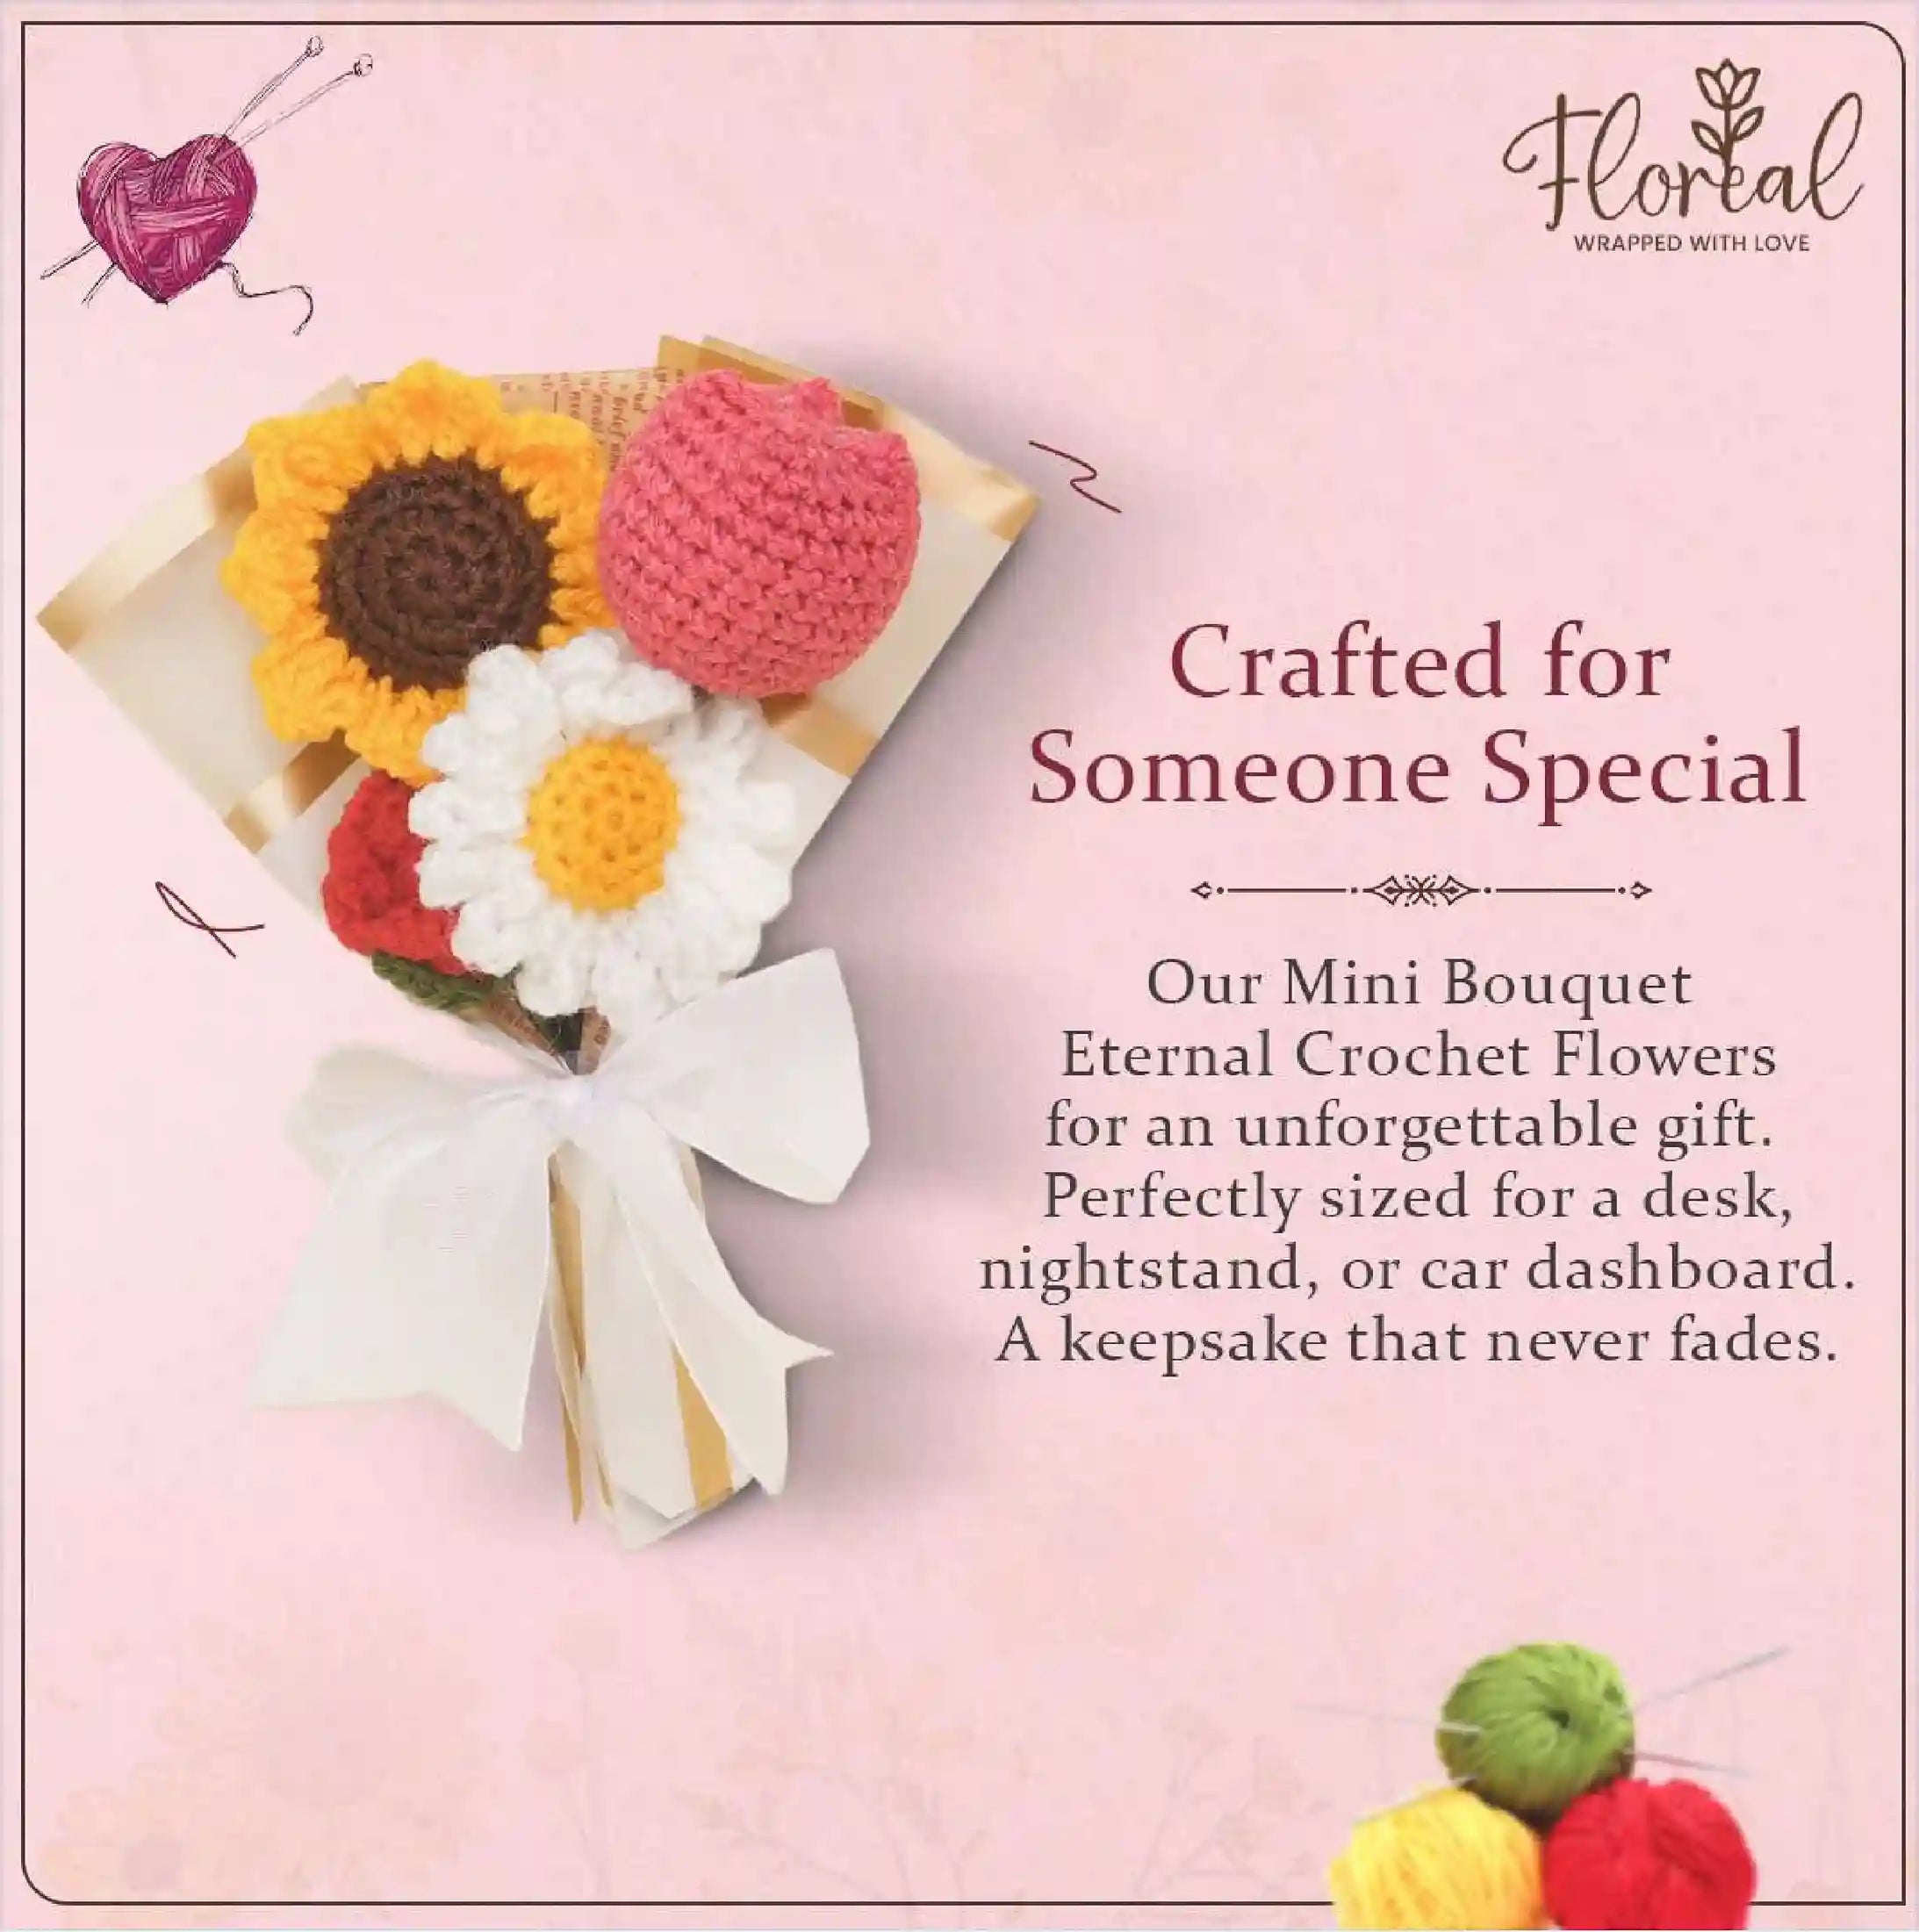 Floreal
WRAPPED WITH LOVE
Crafted for
Someone Special
Our Mini Bouquet
Eternal Crochet Flowers
for an unforgettable gift.
Perfectly sized for a desk,
nightstand, or car dashboard.
A keepsake that never fades.